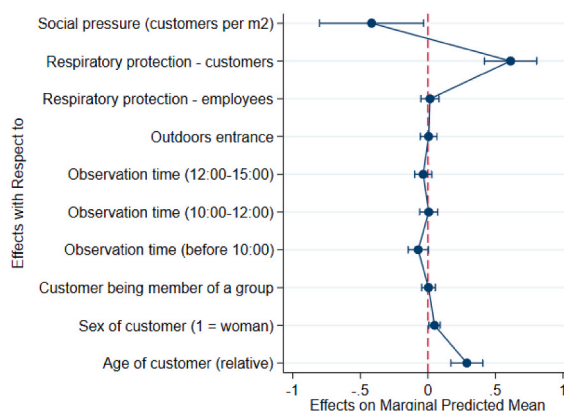 Social pressure (customers per m2)
Respiratory protection - customers
Respiratory protection - employees
Outdoors entrance
Observation time (12:00-15:00)
Observation time (10:00-12:00)
Observation time (before 10:00)
Customer being member of a group
Sex of customer (1 = woman)
Age of customer (relative)
Effects with Respect to
-1 -.5 0 .5 1
Effects on Marginal Predicted Mean